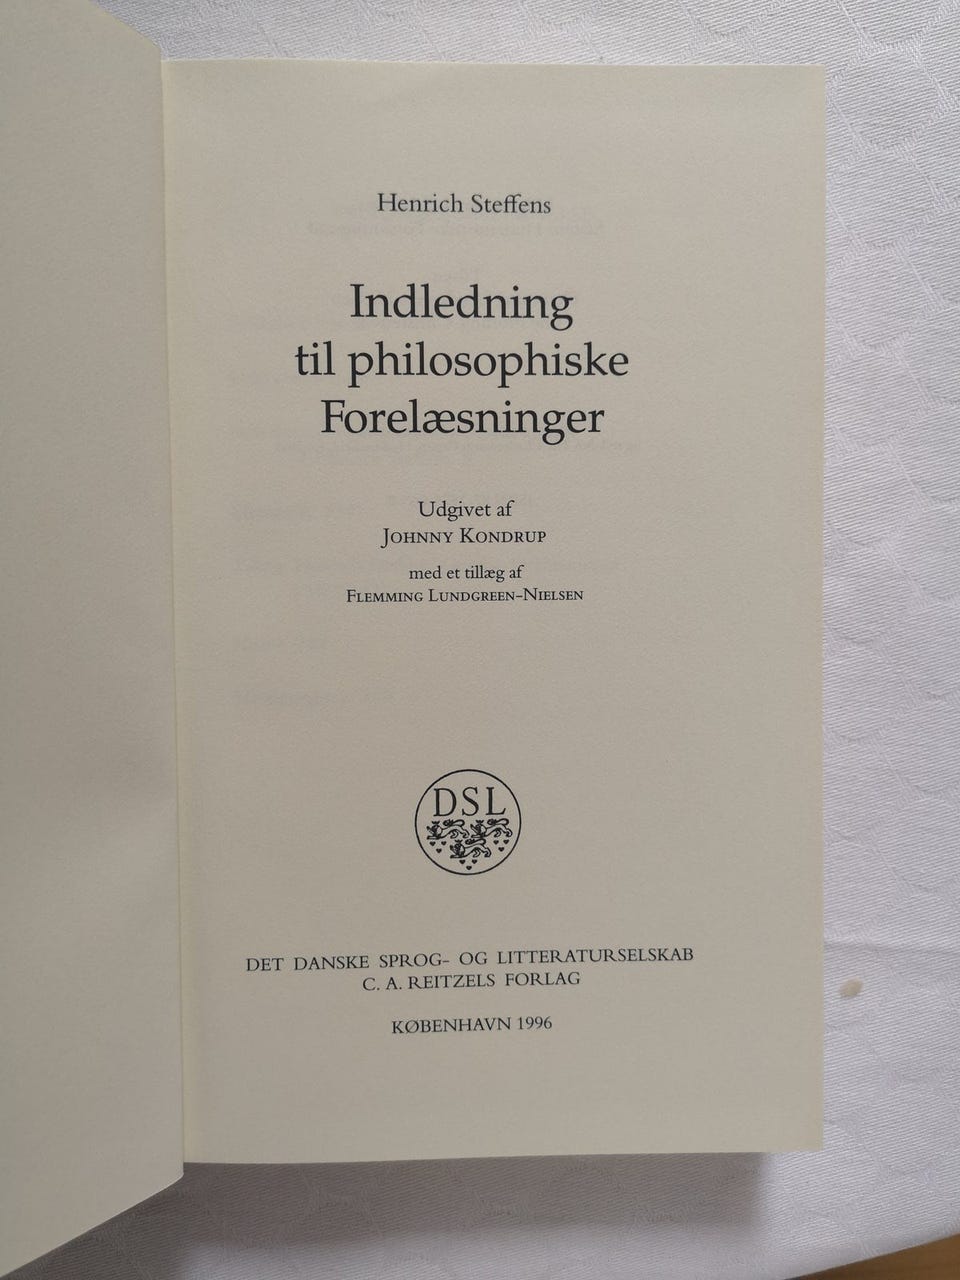 Henrich Steffens
Indledning
til philosophiske
Forelæsninger
Udgivet af
Johnny Kondrup
med et tillæg af
Flemming Lundgreen-Nielsen
DSL
DET DANSKE SPROG- OG LITTERATURSELSKAB
C. A. REITZELS FORLAG
KØBENHAVN 1996